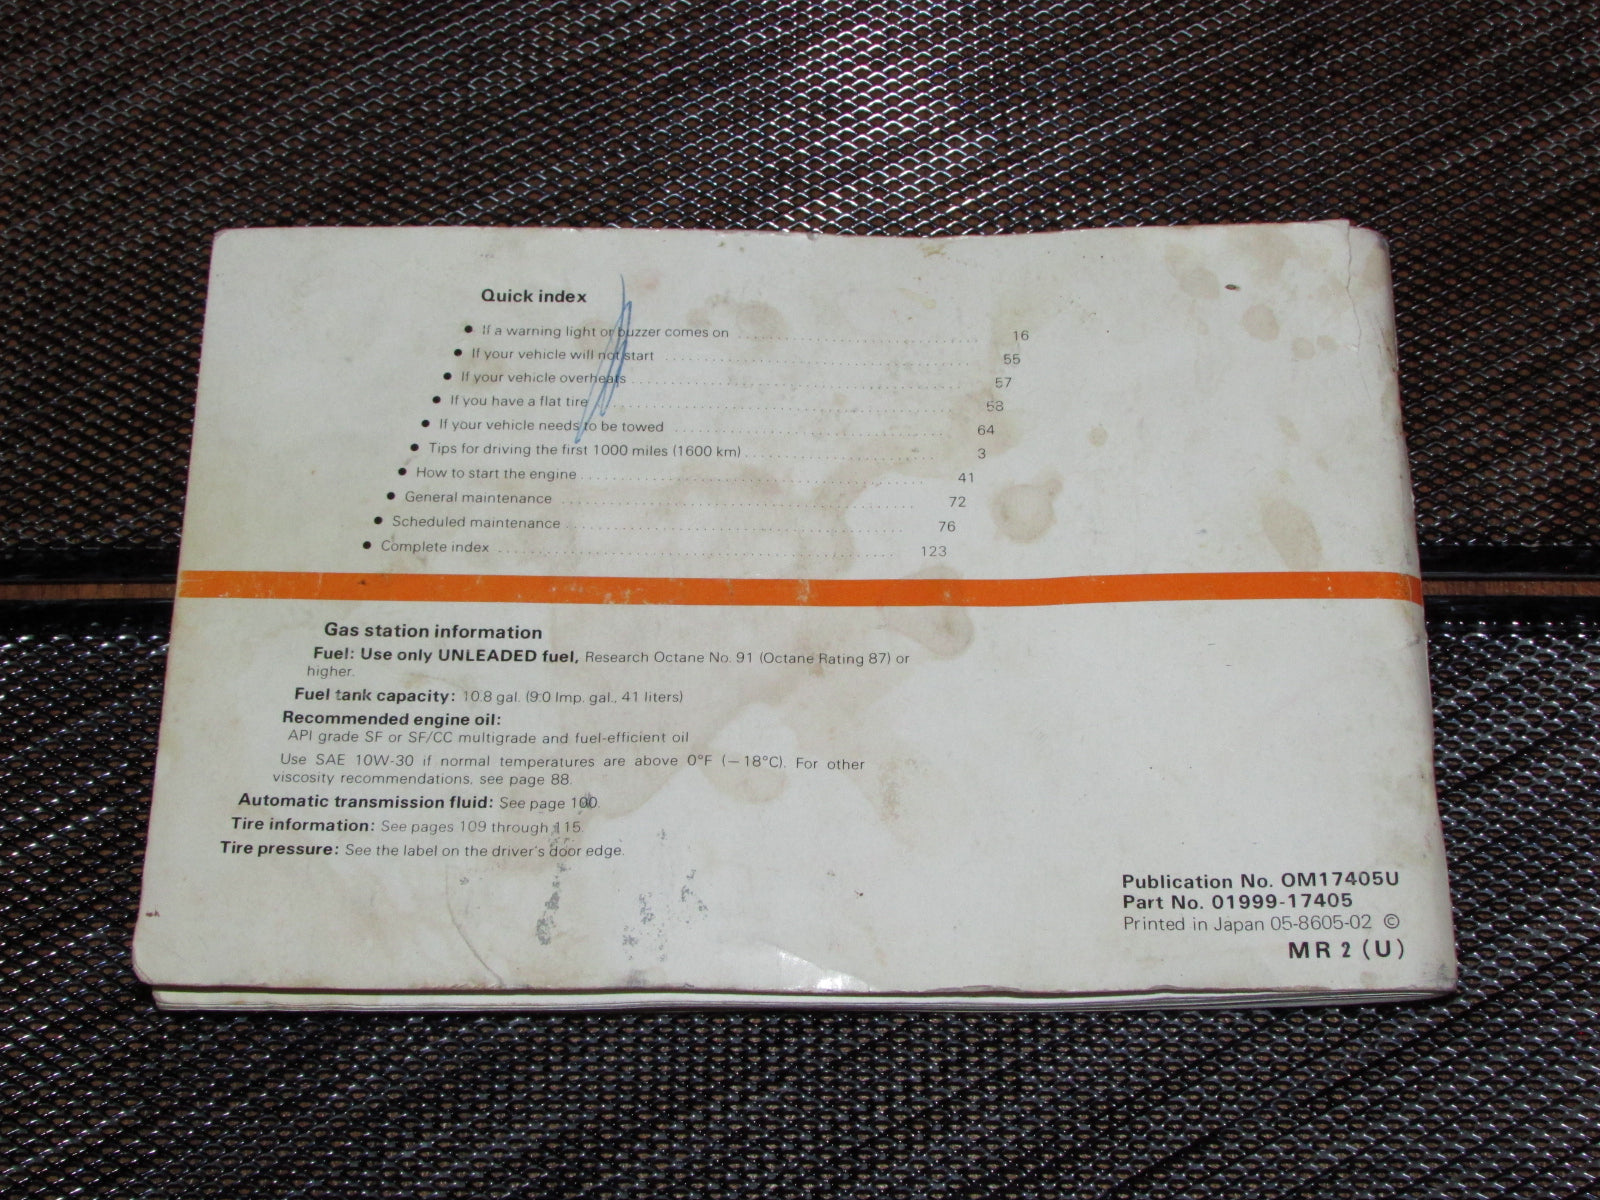 Quick index
● If a warning light or buzzer comes on ........................ 16
● If your vehicle will not start ........................ 55
● If your vehicle overheats ........................ 57
● If you have a flat tire ........................ 58
● If your vehicle needs to be towed ........................ 64
● Tips for driving the first 1000 miles (1600 km) ........................ 3
● How to start the engine ........................ 41
● General maintenance ........................ 72
● Scheduled maintenance ........................ 76
● Complete index ........................ 123
Gas station information
Fuel: Use only UNLEADED fuel, Research Octane No. 91 (Octane Rating 87) or
higher.
Fuel tank capacity: 10.8 gal. (9.0 Imp. gal., 41 liters)
Recommended engine oil:
API grade SF or SF/CC multigrade and fuel-efficient oil
Use SAE 10W-30 if normal temperatures are above 0°F (−18°C). For other
viscosity recommendations, see page 88.
Automatic transmission fluid: See page 100.
Tire information: See pages 109 through 115.
Tire pressure: See the label on the driver's door edge.
Publication No. OM17405U
Part No. 01999-17405
Printed in Japan 05-8605-02 ©
MR 2 (U)